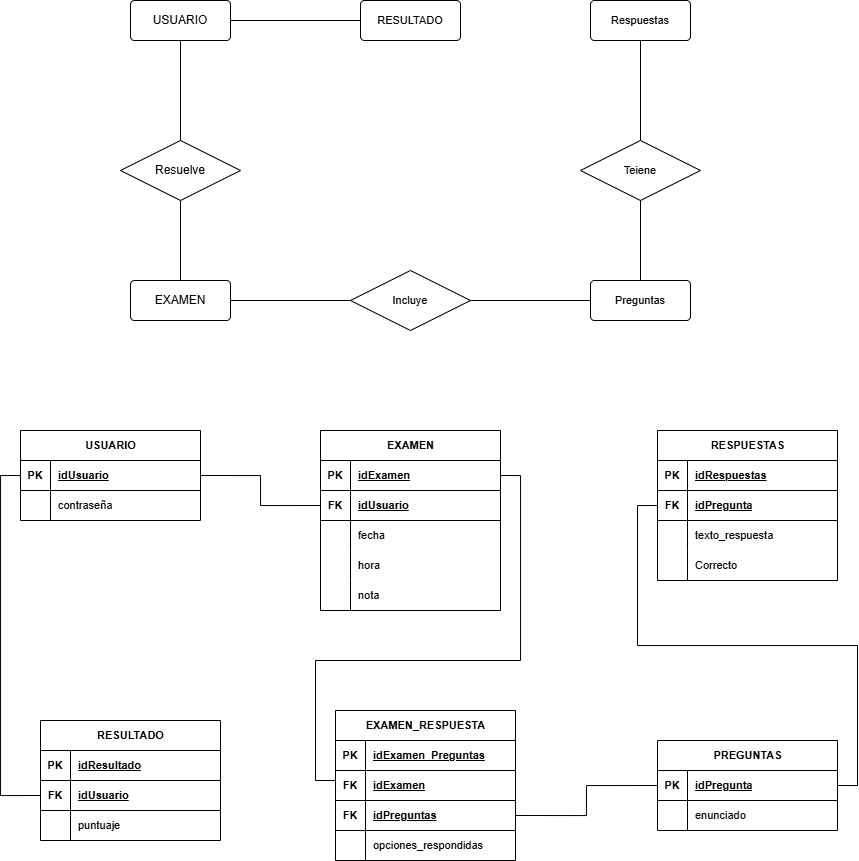 USUARIO
RESULTADO
Respuestas
Resuelve
Teiene
EXAMEN
Incluye
Preguntas
USUARIO
PK idUsuario
contraseña
EXAMEN
PK idExamen
FK idUsuario
fecha
hora
nota
RESPUESTAS
PK idRespuestas
FK idPregunta
texto_respuesta
Correcto
RESULTADO
PK idResultado
FK idUsuario
puntuaje
EXAMEN_RESPUESTA
PK idExamen_Preguntas
FK idExamen
FK idPreguntas
opciones_respondidas
PREGUNTAS
PK idPregunta
enunciado